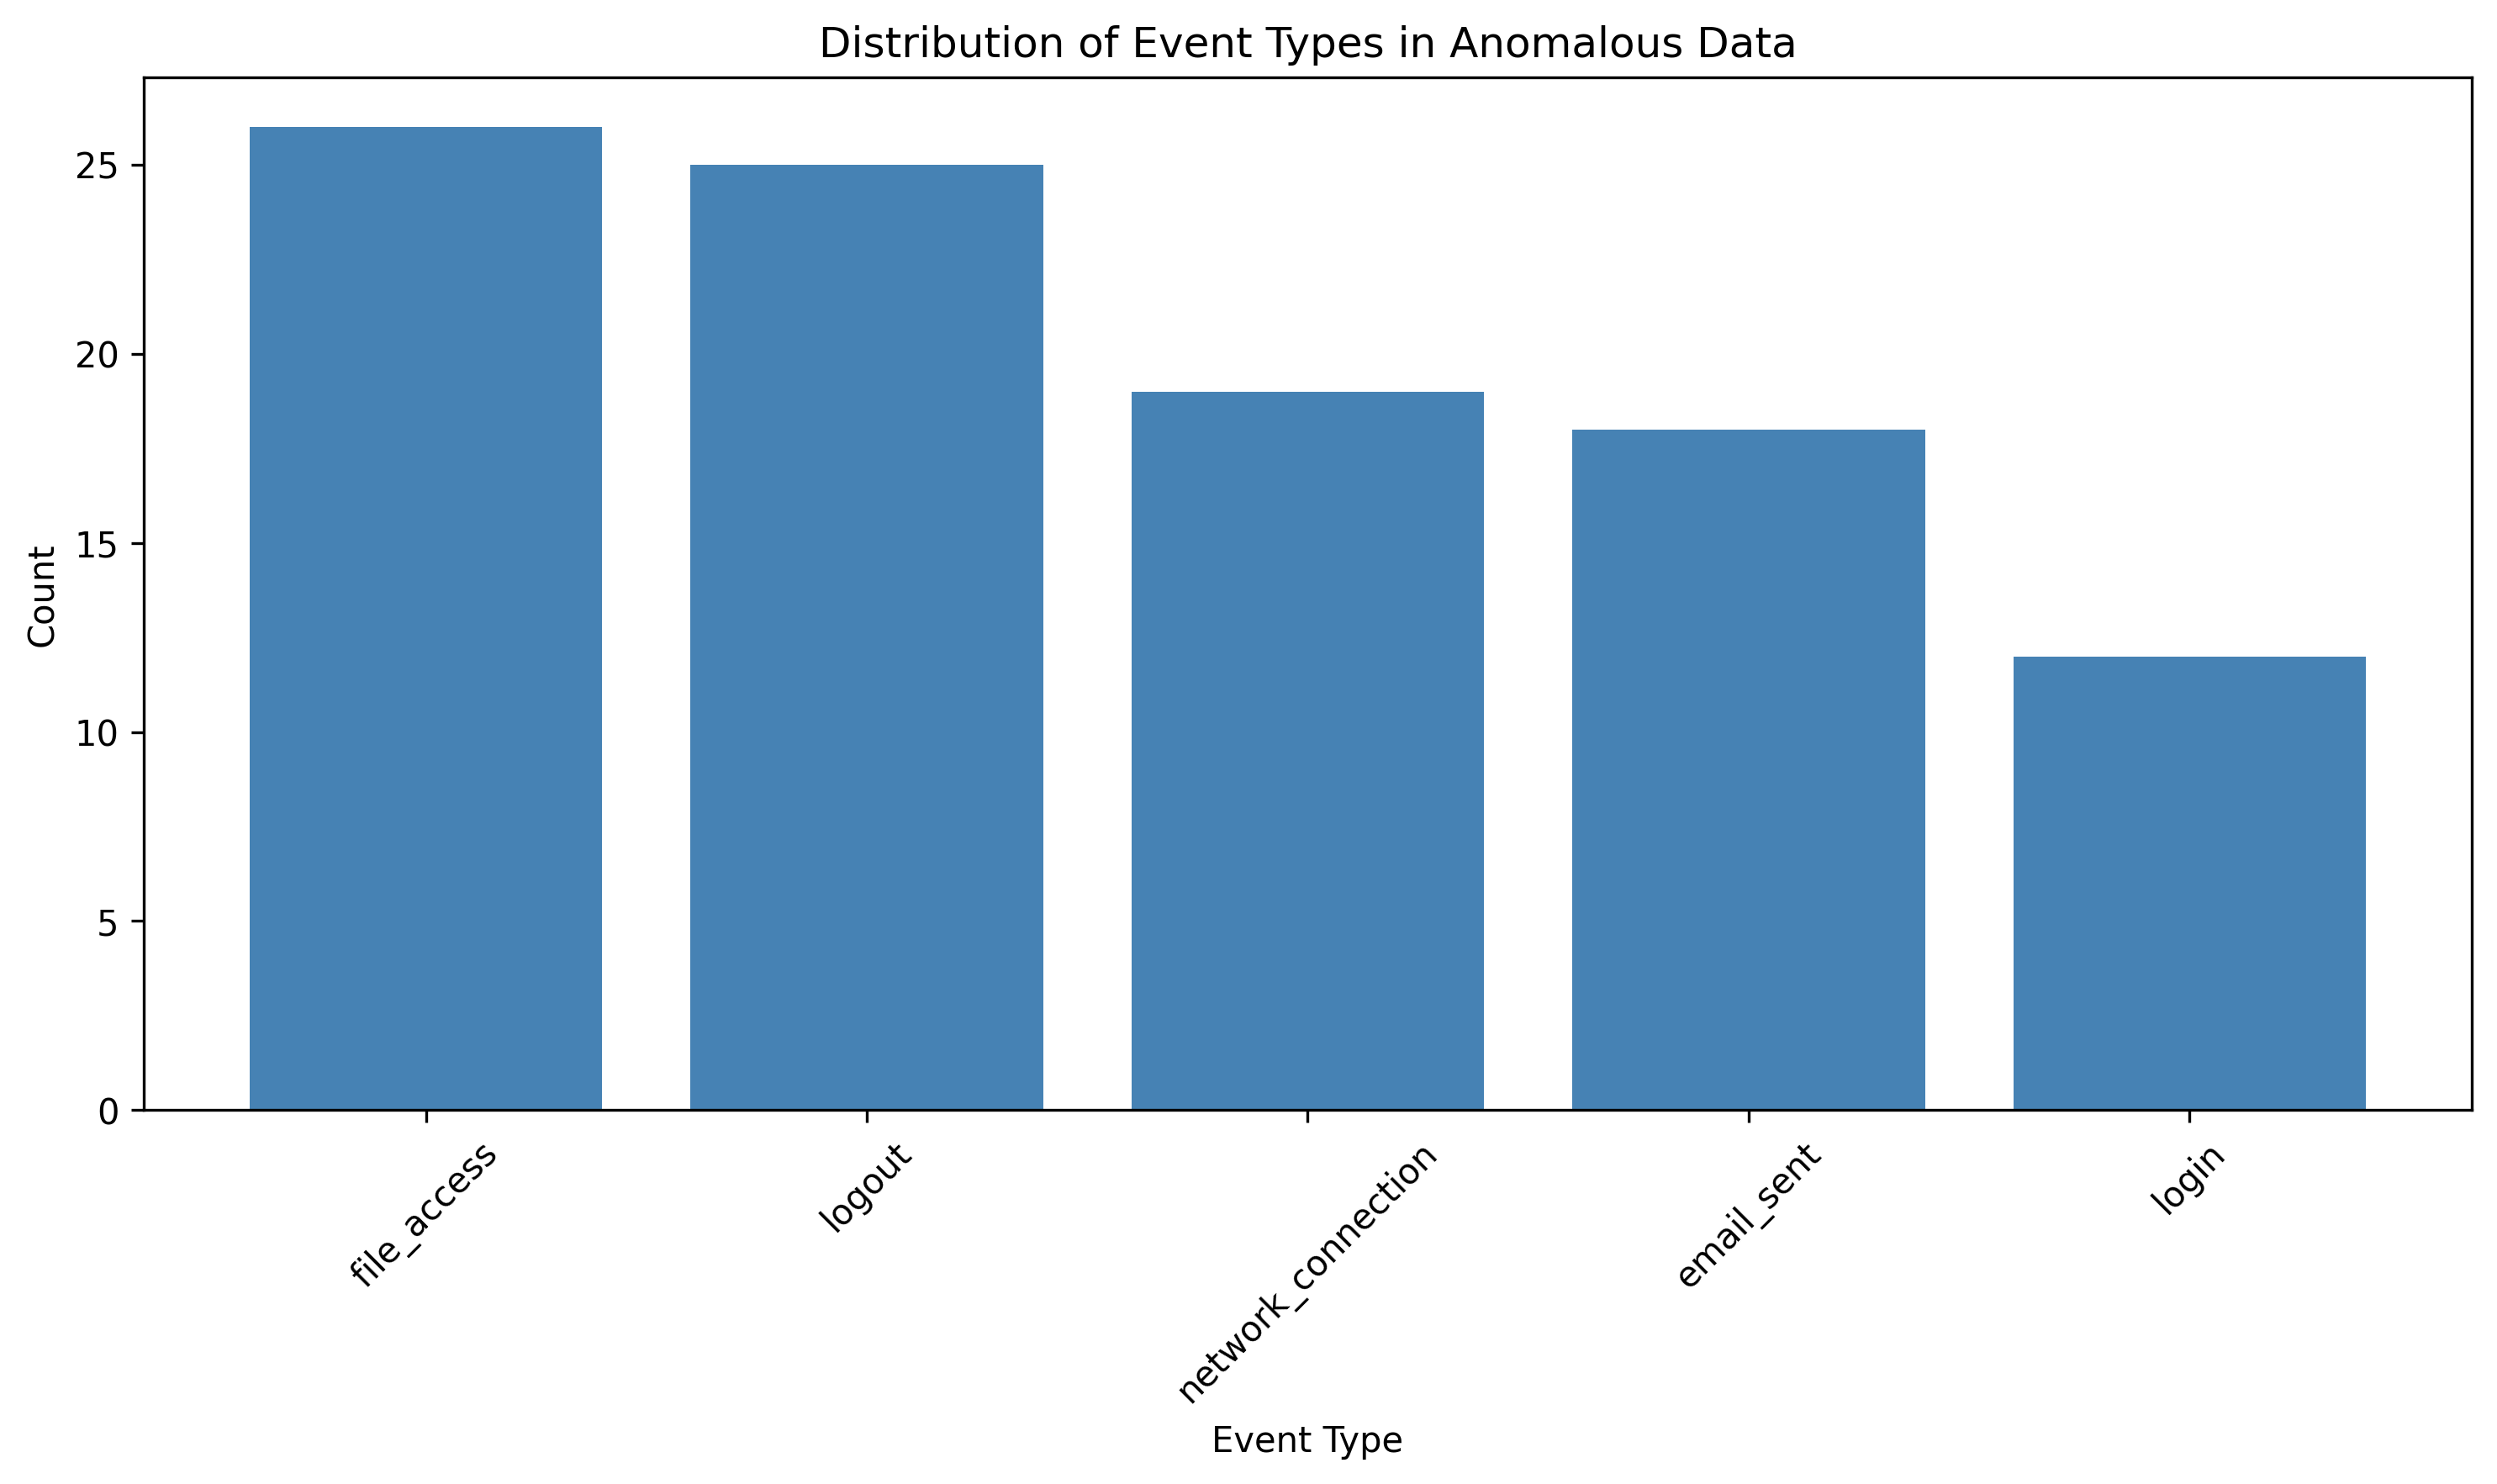 Distribution of Event Types in Anomalous Data
Count
25
20
15
10
5
0
file_access
logout
network_connection
email_sent
login
Event Type